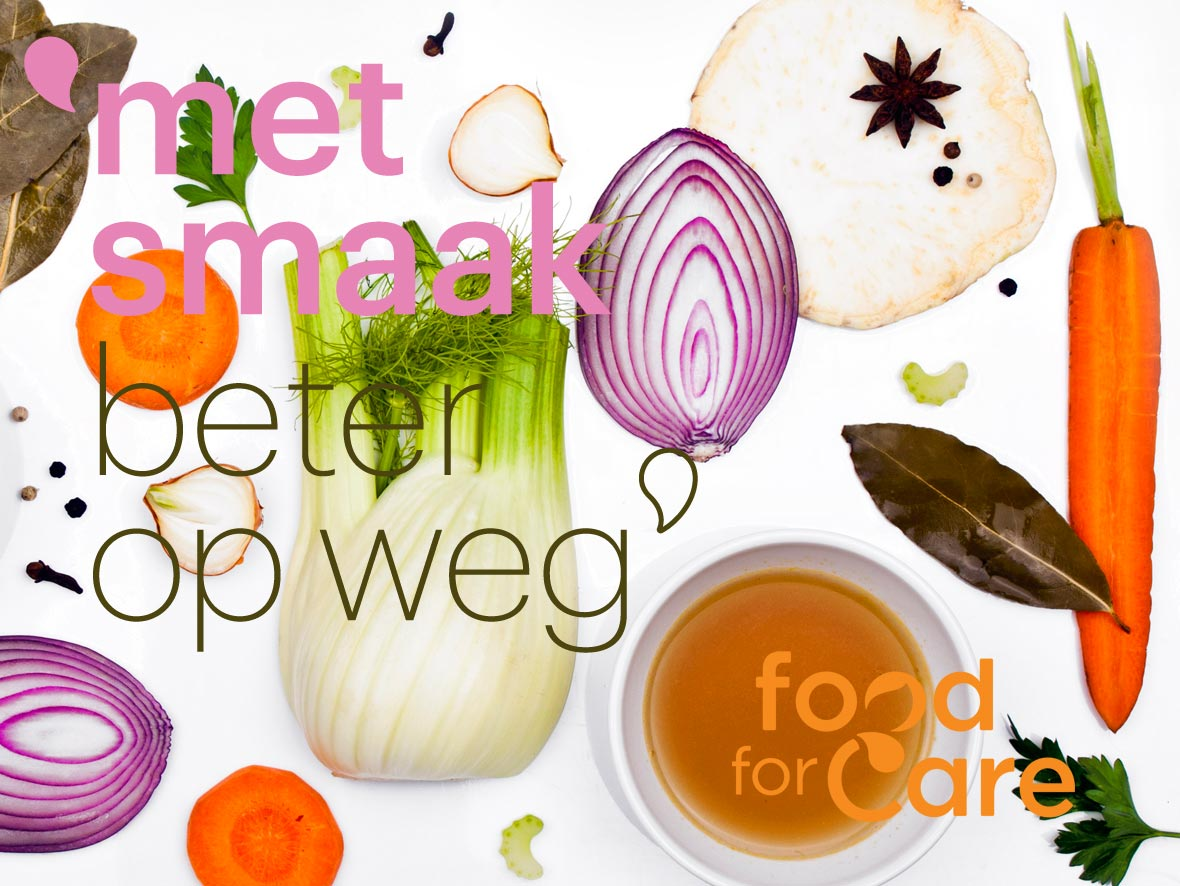 ‘met
smaak
beter
op weg’
food
for Care